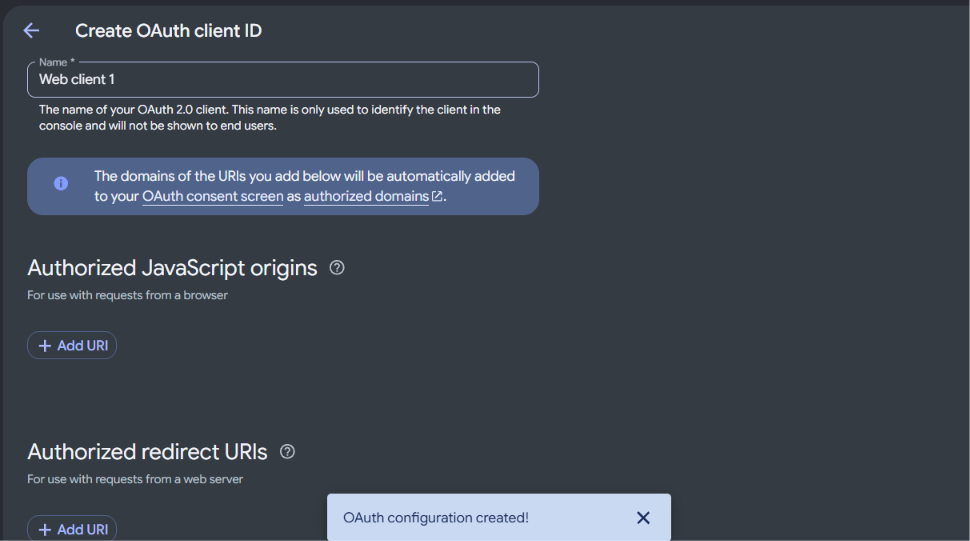 Create OAuth client ID
Name *
Web client 1
The name of your OAuth 2.0 client. This name is only used to identify the client in the
console and will not be shown to end users.
The domains of the URIs you add below will be automatically added
to your OAuth consent screen as authorized domains.
Authorized JavaScript origins
For use with requests from a browser
+ Add URI
Authorized redirect URIs
For use with requests from a web server
+ Add URI
OAuth configuration created!